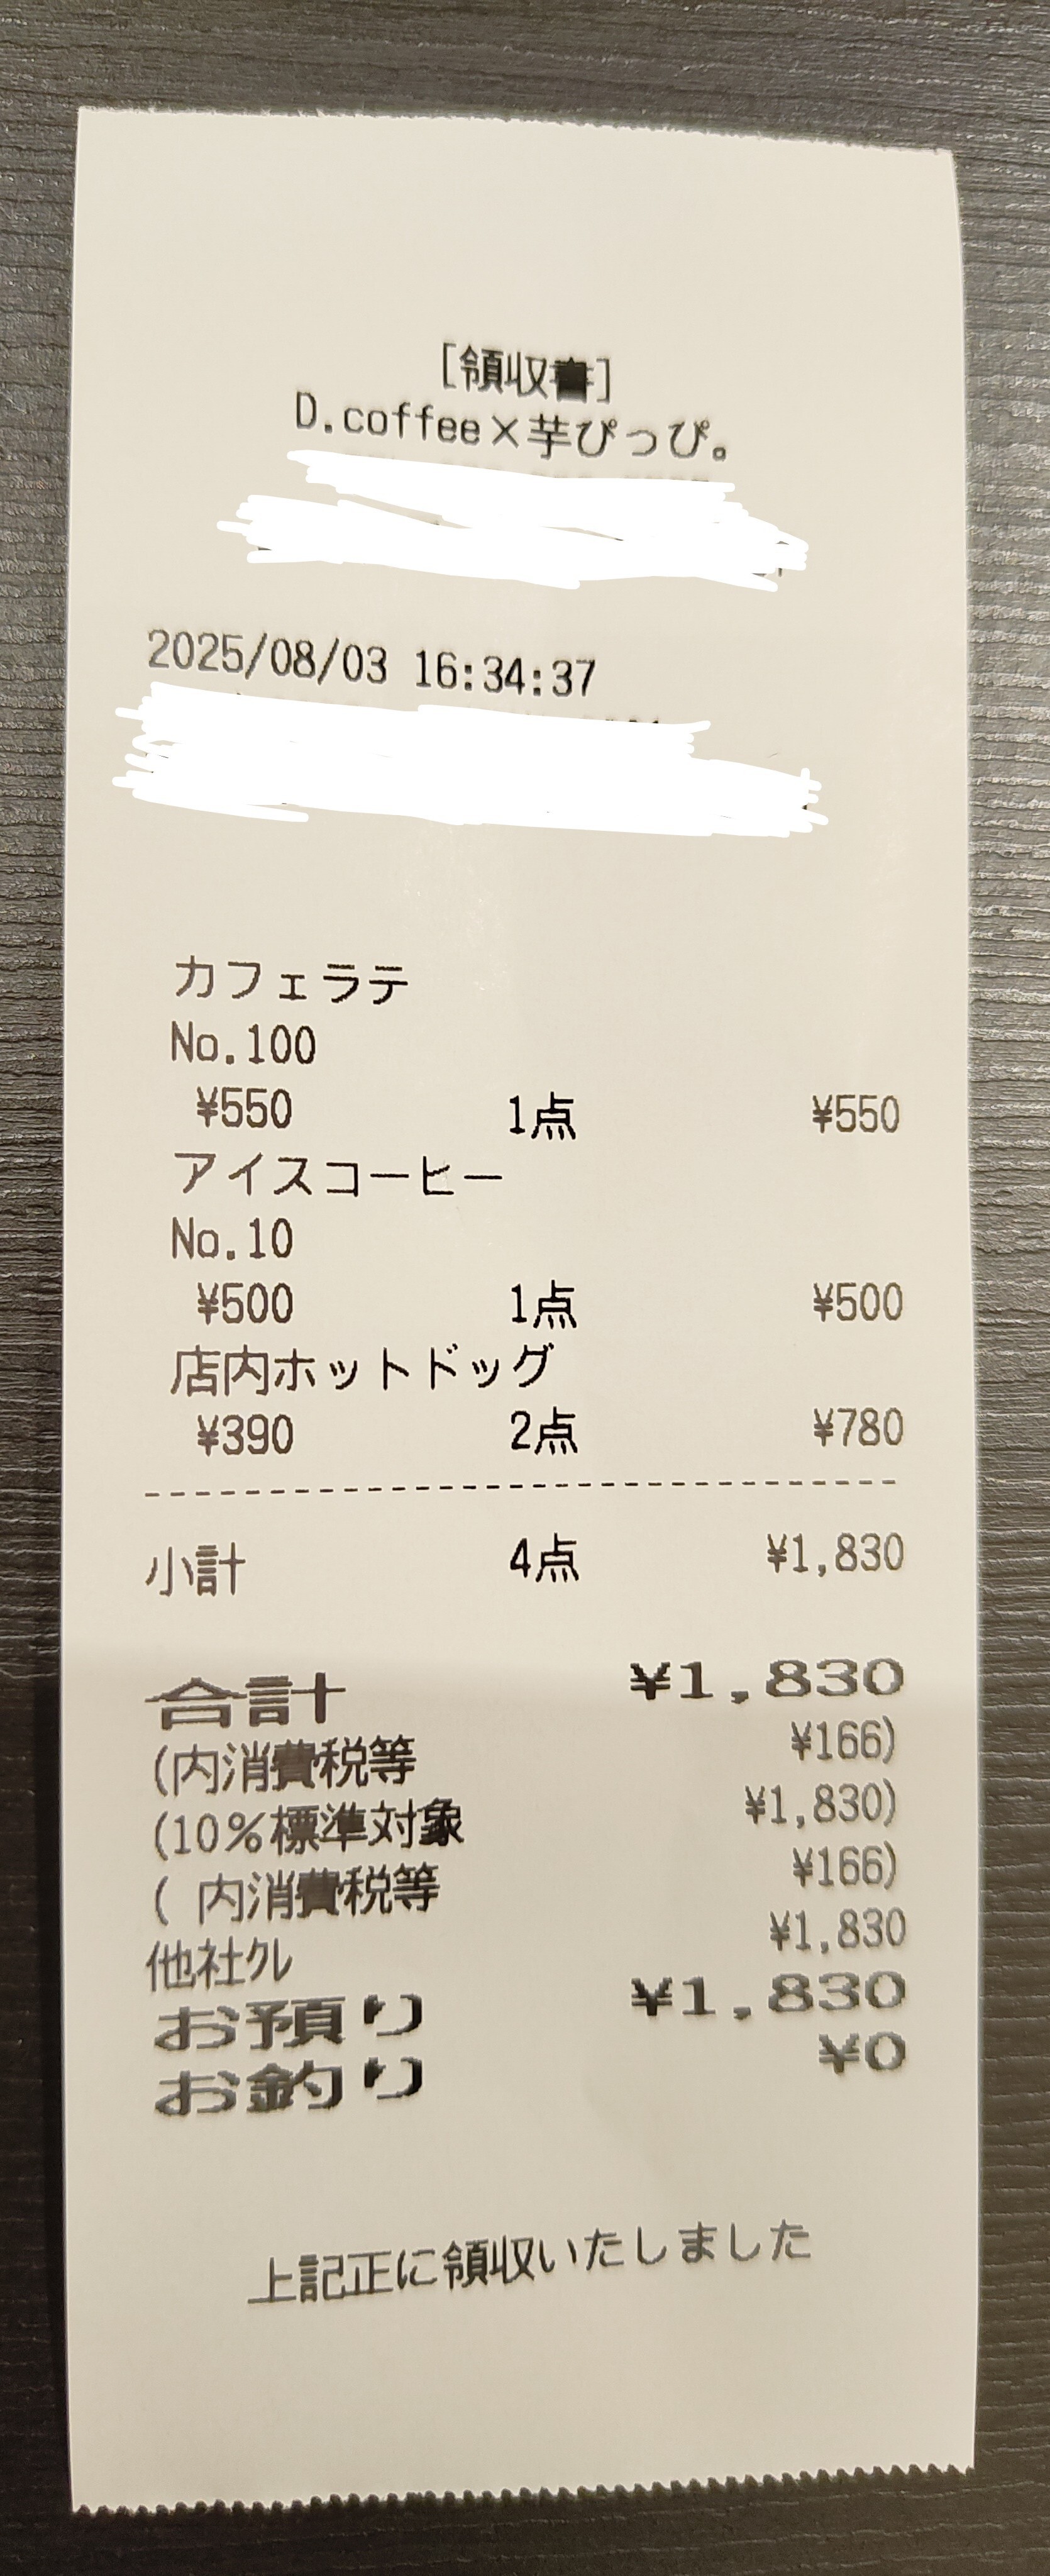 [領収書]
D.coffee×芋ぴっぴ。
2025/08/03 16:34:37
カフェラテ
No.100
¥550 1点 ¥550
アイスコーヒー
No.10
¥500 1点 ¥500
店内ホットドッグ
¥390 2点 ¥780
小計 4点 ¥1,830
合計 ¥1,830
(内消費税等 ¥166)
(10%標準対象 ¥1,830)
( 内消費税等 ¥166)
他社クレ ¥1,830
お預り ¥1,830
お釣り ¥0
上記正に領収いたしました